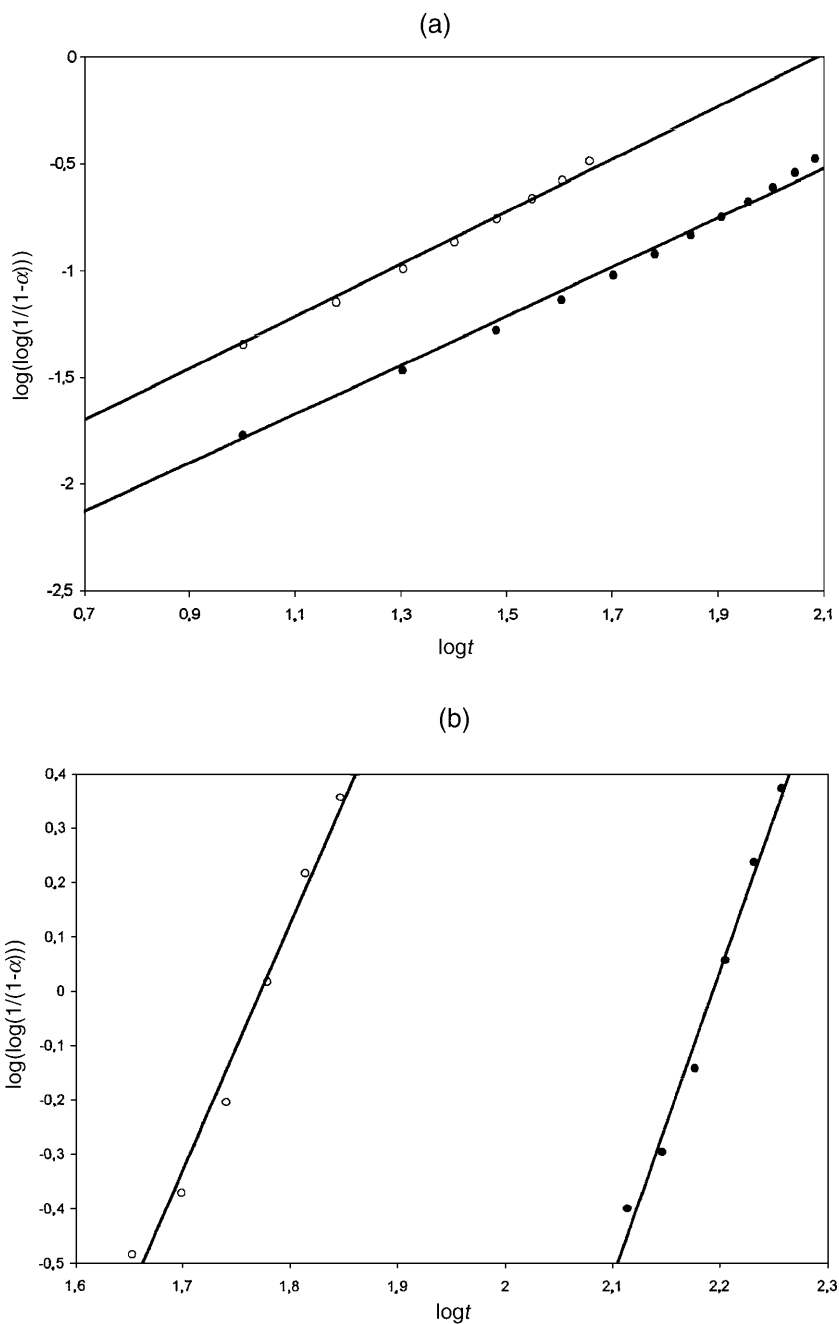 (a)
0
-0,5
-1
-1,5
-2
-2,5
log(log(1/(1-α)))
0,7 0,9 1,1 1,3 1,5 1,7 1,9 2,1
logt
(b)
0,4
0,3
0,2
0,1
0
-0,1
-0,2
-0,3
-0,4
-0,5
log(log(1/(1-α)))
1,6 1,7 1,8 1,9 2 2,1 2,2 2,3
logt